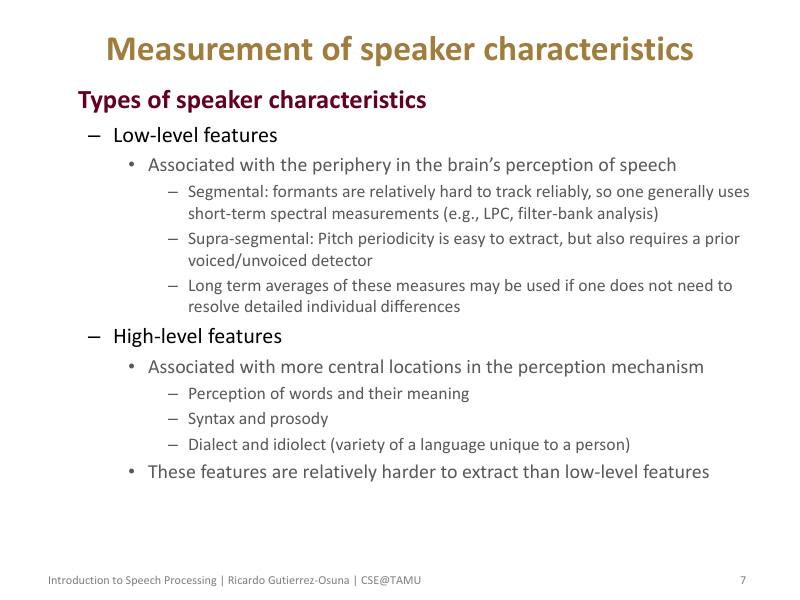 Measurement of speaker characteristics
Types of speaker characteristics
– Low-level features
• Associated with the periphery in the brain’s perception of speech
– Segmental: formants are relatively hard to track reliably, so one generally uses
short-term spectral measurements (e.g., LPC, filter-bank analysis)
– Supra-segmental: Pitch periodicity is easy to extract, but also requires a prior
voiced/unvoiced detector
– Long term averages of these measures may be used if one does not need to
resolve detailed individual differences
– High-level features
• Associated with more central locations in the perception mechanism
– Perception of words and their meaning
– Syntax and prosody
– Dialect and idiolect (variety of a language unique to a person)
• These features are relatively harder to extract than low-level features
Introduction to Speech Processing | Ricardo Gutierrez-Osuna | CSE@TAMU 7